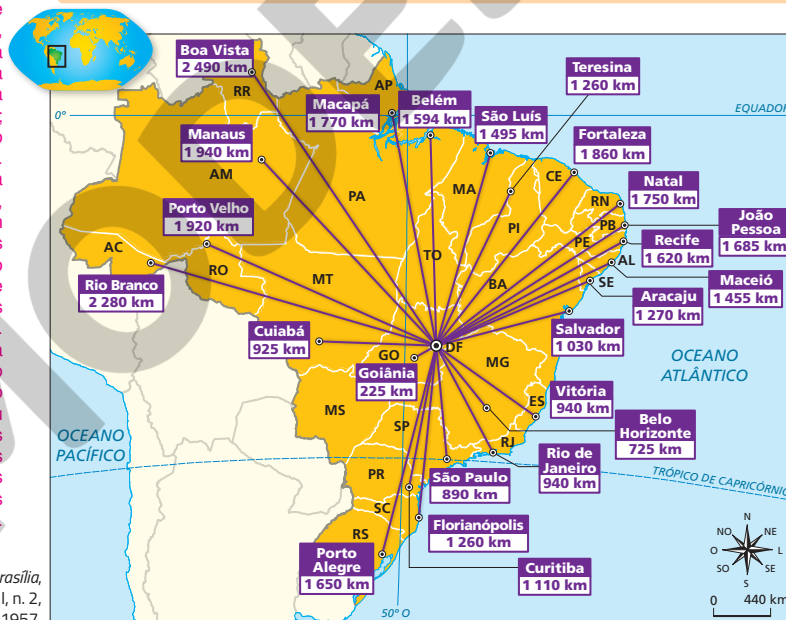 Boa Vista
2 490 km
RR
AP
Macapá
1 770 km
Belém
1 594 km
São Luís
1 495 km
Teresina
1 260 km
EQUADOR
0°
Manaus
1 940 km
AM
PA
MA
CE
Fortaleza
1 860 km
Natal
1 750 km
RN
PB
João
Pessoa
1 685 km
PI
PE
Recife
1 620 km
AL
Maceió
1 455 km
SE
Aracaju
1 270 km
Porto Velho
1 920 km
AC
RO
Rio Branco
2 280 km
MT
TO
BA
Salvador
1 030 km
Cuiabá
925 km
GO
DF
Goiânia
225 km
MG
OCEANO
ATLÂNTICO
MS
SP
ES
Vitória
940 km
Belo
Horizonte
725 km
RJ
Rio de
Janeiro
940 km
OCEANO
PACÍFICO
São Paulo
890 km
TRÓPICO DE CAPRICÓRNIO
PR
SC
Florianópolis
1 260 km
RS
Porto
Alegre
1 650 km
Curitiba
1 110 km
50° O
N
NO
NE
O
L
SO
SE
S
0
440 km
rasília,
l, n. 2,
1957.